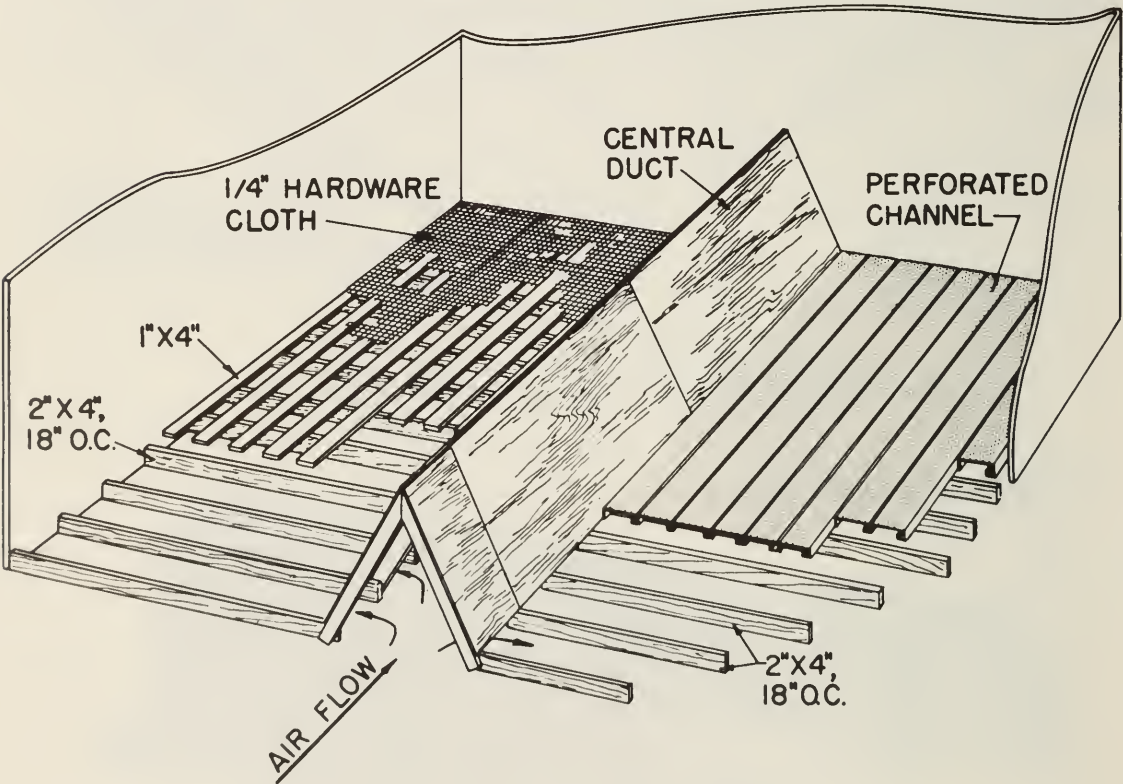 CENTRAL
DUCT
1/4" HARDWARE
CLOTH
PERFORATED
CHANNEL
1"X4"
2"X4",
18" O.C.
2"X4",
18" O.C.
AIR FLOW